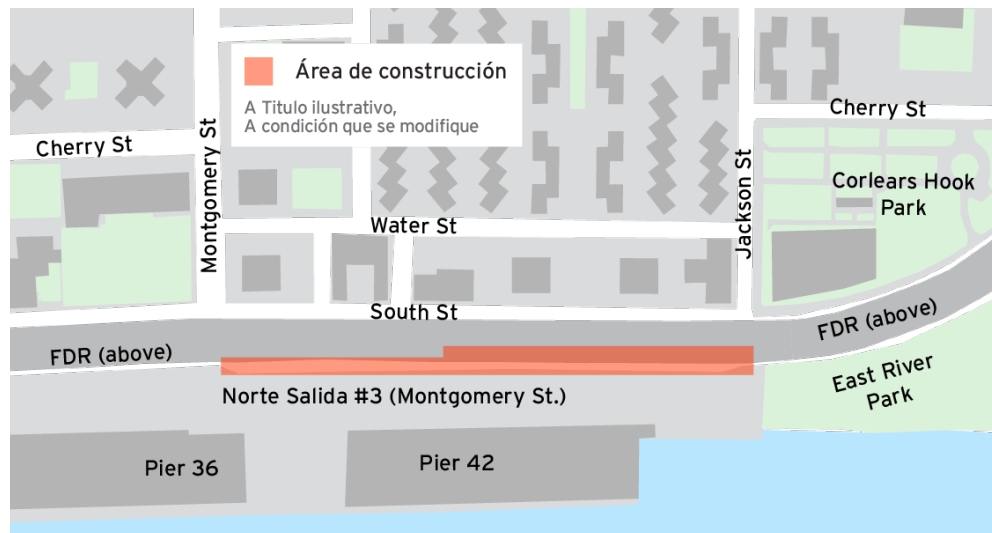 Área de construcción
A Titulo ilustrativo,
A condición que se modifique
Cherry St
Cherry St
Montgomery St
Jackson St
Corlears Hook
Park
Water St
South St
FDR (above)
FDR (above)
East River
Park
Norte Salida #3 (Montgomery St.)
Pier 36
Pier 42